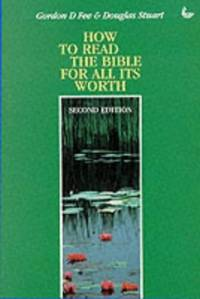 Gordon D Fee & Douglas Stuart
HOW
TO READ
THE BIBLE
FOR ALL ITS
WORTH
SECOND EDITION